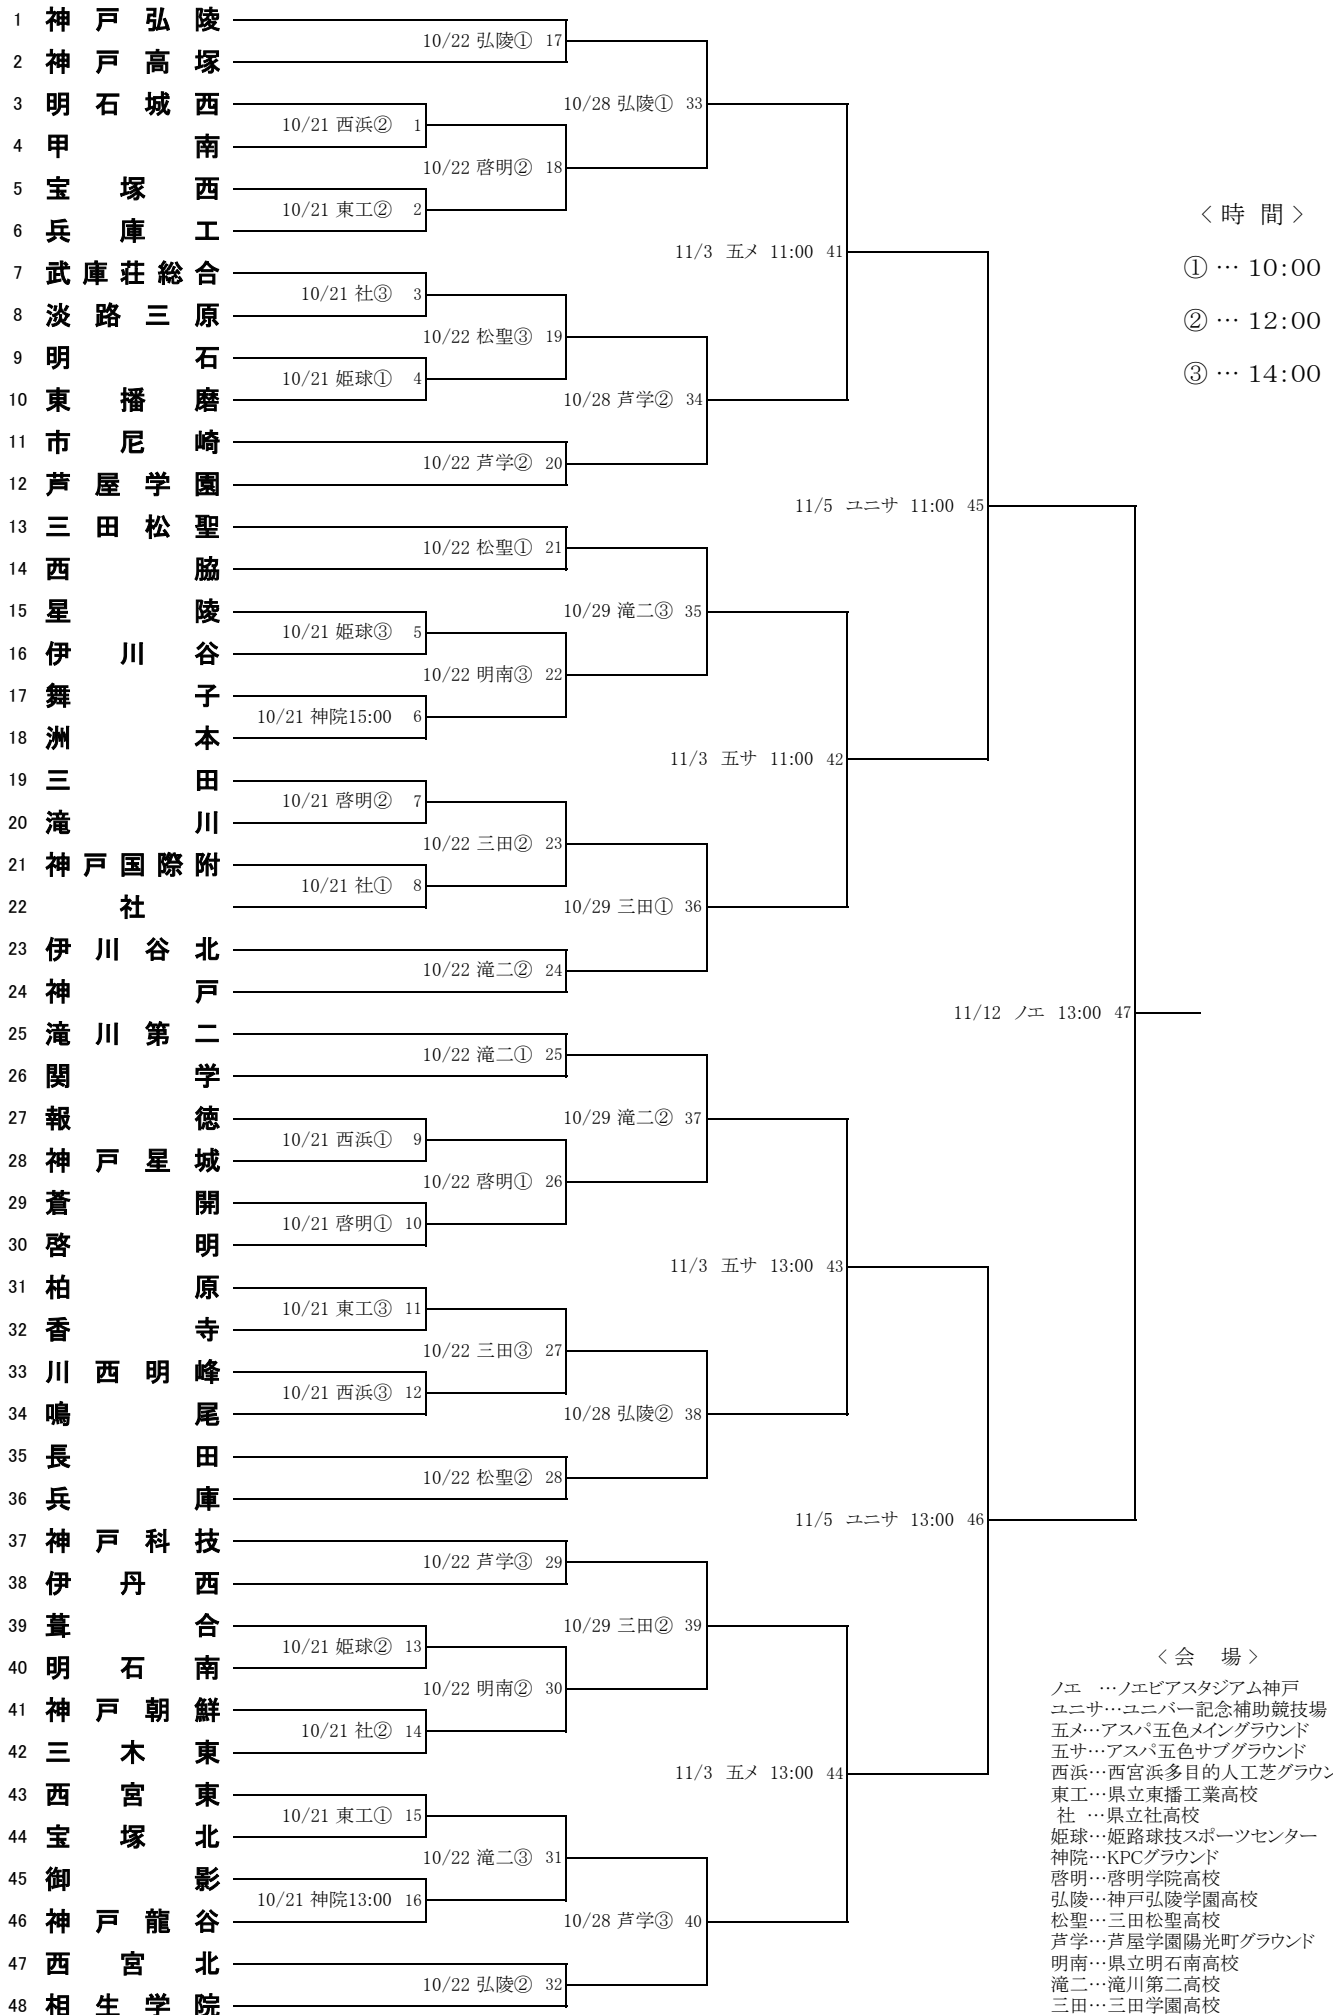 1 神戸弘陵
10/22 弘陵① 17
2 神戸高塚
3 明石城西
10/28 弘陵① 33
10/21 西浜② 1
4 甲南
10/22 啓明② 18
5 宝塚西
10/21 東工② 2
〈時 間〉
6 兵庫工
11/3 五メ 11:00 41
7 武庫荘総合
① … 10:00
10/21 社③ 3
8 淡路三原
② … 12:00
10/22 松聖③ 19
9 明石
③ … 14:00
10/21 姫球① 4
10 東播磨
10/28 芦学② 34
11 市尼崎
10/22 芦学② 20
12 芦屋学園
11/5 ユニサ 11:00 45
13 三田松聖
10/22 松聖① 21
14 西脇
15 星陵
10/29 滝二③ 35
10/21 姫球③ 5
16 伊川谷
10/22 明南③ 22
17 舞子
10/21 神院15:00 6
18 洲本
11/3 五サ 11:00 42
19 三田
10/21 啓明② 7
20 滝川
10/22 三田② 23
21 神戸国際附
10/21 社① 8
22 社
10/29 三田① 36
23 伊川谷北
10/22 滝二② 24
24 神戸
11/12 ノエ 13:00 47
25 滝川第二
10/22 滝二① 25
26 関学
27 報徳
10/29 滝二② 37
10/21 西浜① 9
28 神戸星城
10/22 啓明① 26
29 蒼開
10/21 啓明① 10
30 啓明
11/3 五サ 13:00 43
31 柏原
10/21 東工③ 11
32 香寺
10/22 三田③ 27
33 川西明峰
10/21 西浜③ 12
34 鳴尾
10/28 弘陵② 38
35 長田
10/22 松聖② 28
36 兵庫
11/5 ユニサ 13:00 46
37 神戸科技
10/22 芦学③ 29
38 伊丹西
39 葺合
10/29 三田② 39
10/21 姫球② 13
40 明石南
10/22 明南② 30
41 神戸朝鮮
10/21 社② 14
42 三木東
11/3 五メ 13:00 44
43 西宮東
10/21 東工① 15
44 宝塚北
10/22 滝二③ 31
45 御影
10/21 神院13:00 16
46 神戸龍谷
10/28 芦学③ 40
47 西宮北
10/22 弘陵② 32
48 相生学院
〈会 場〉
ノエ …ノエビアスタジアム神戸
ユニサ…ユニバー記念補助競技場
五メ…アスパ五色メイングラウンド
五サ…アスパ五色サブグラウンド
西浜…西宮浜多目的人工芝グラウン
東工…県立東播工業高校
社 …県立社高校
姫球…姫路球技スポーツセンター
神院…KPCグラウンド
啓明…啓明学院高校
弘陵…神戸弘陵学園高校
松聖…三田松聖高校
芦学…芦屋学園陽光町グラウンド
明南…県立明石南高校
滝二…滝川第二高校
三田…三田学園高校